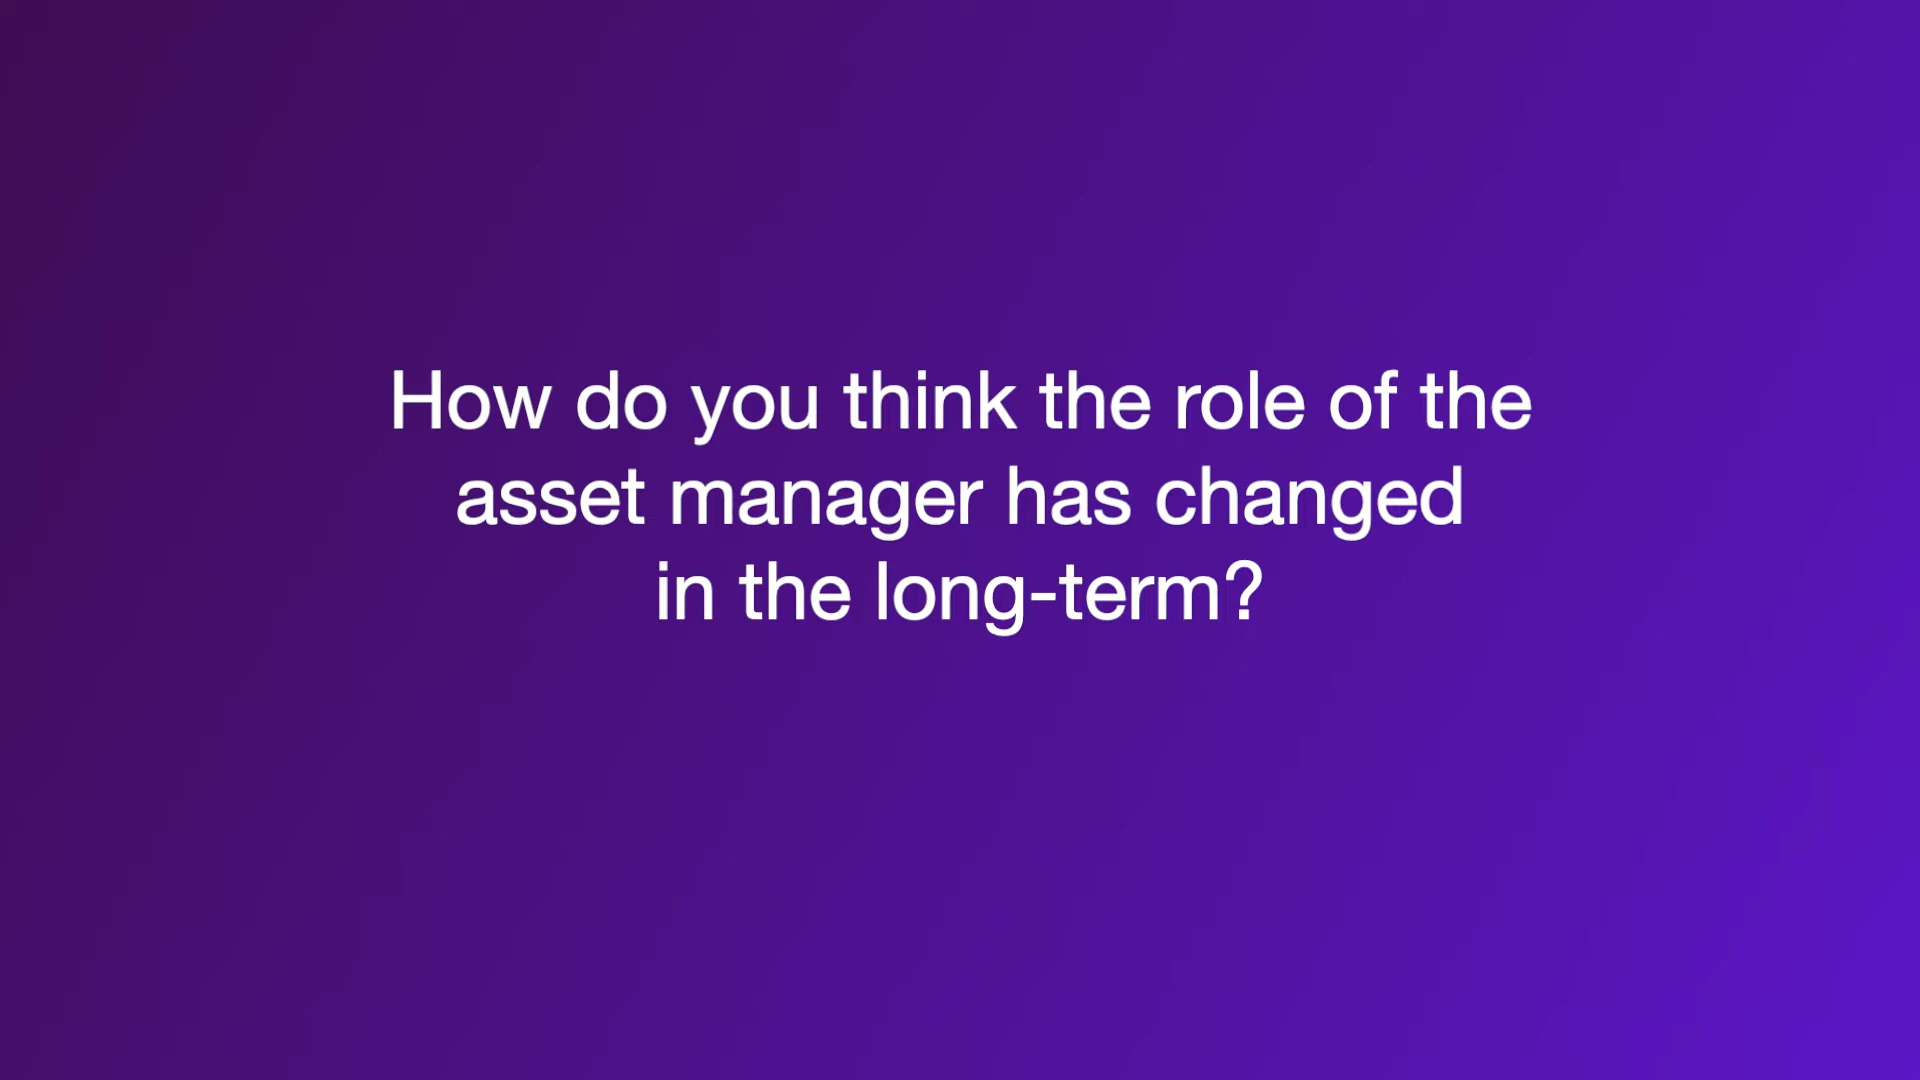 How do you think the role of the
asset manager has changed
in the long-term?